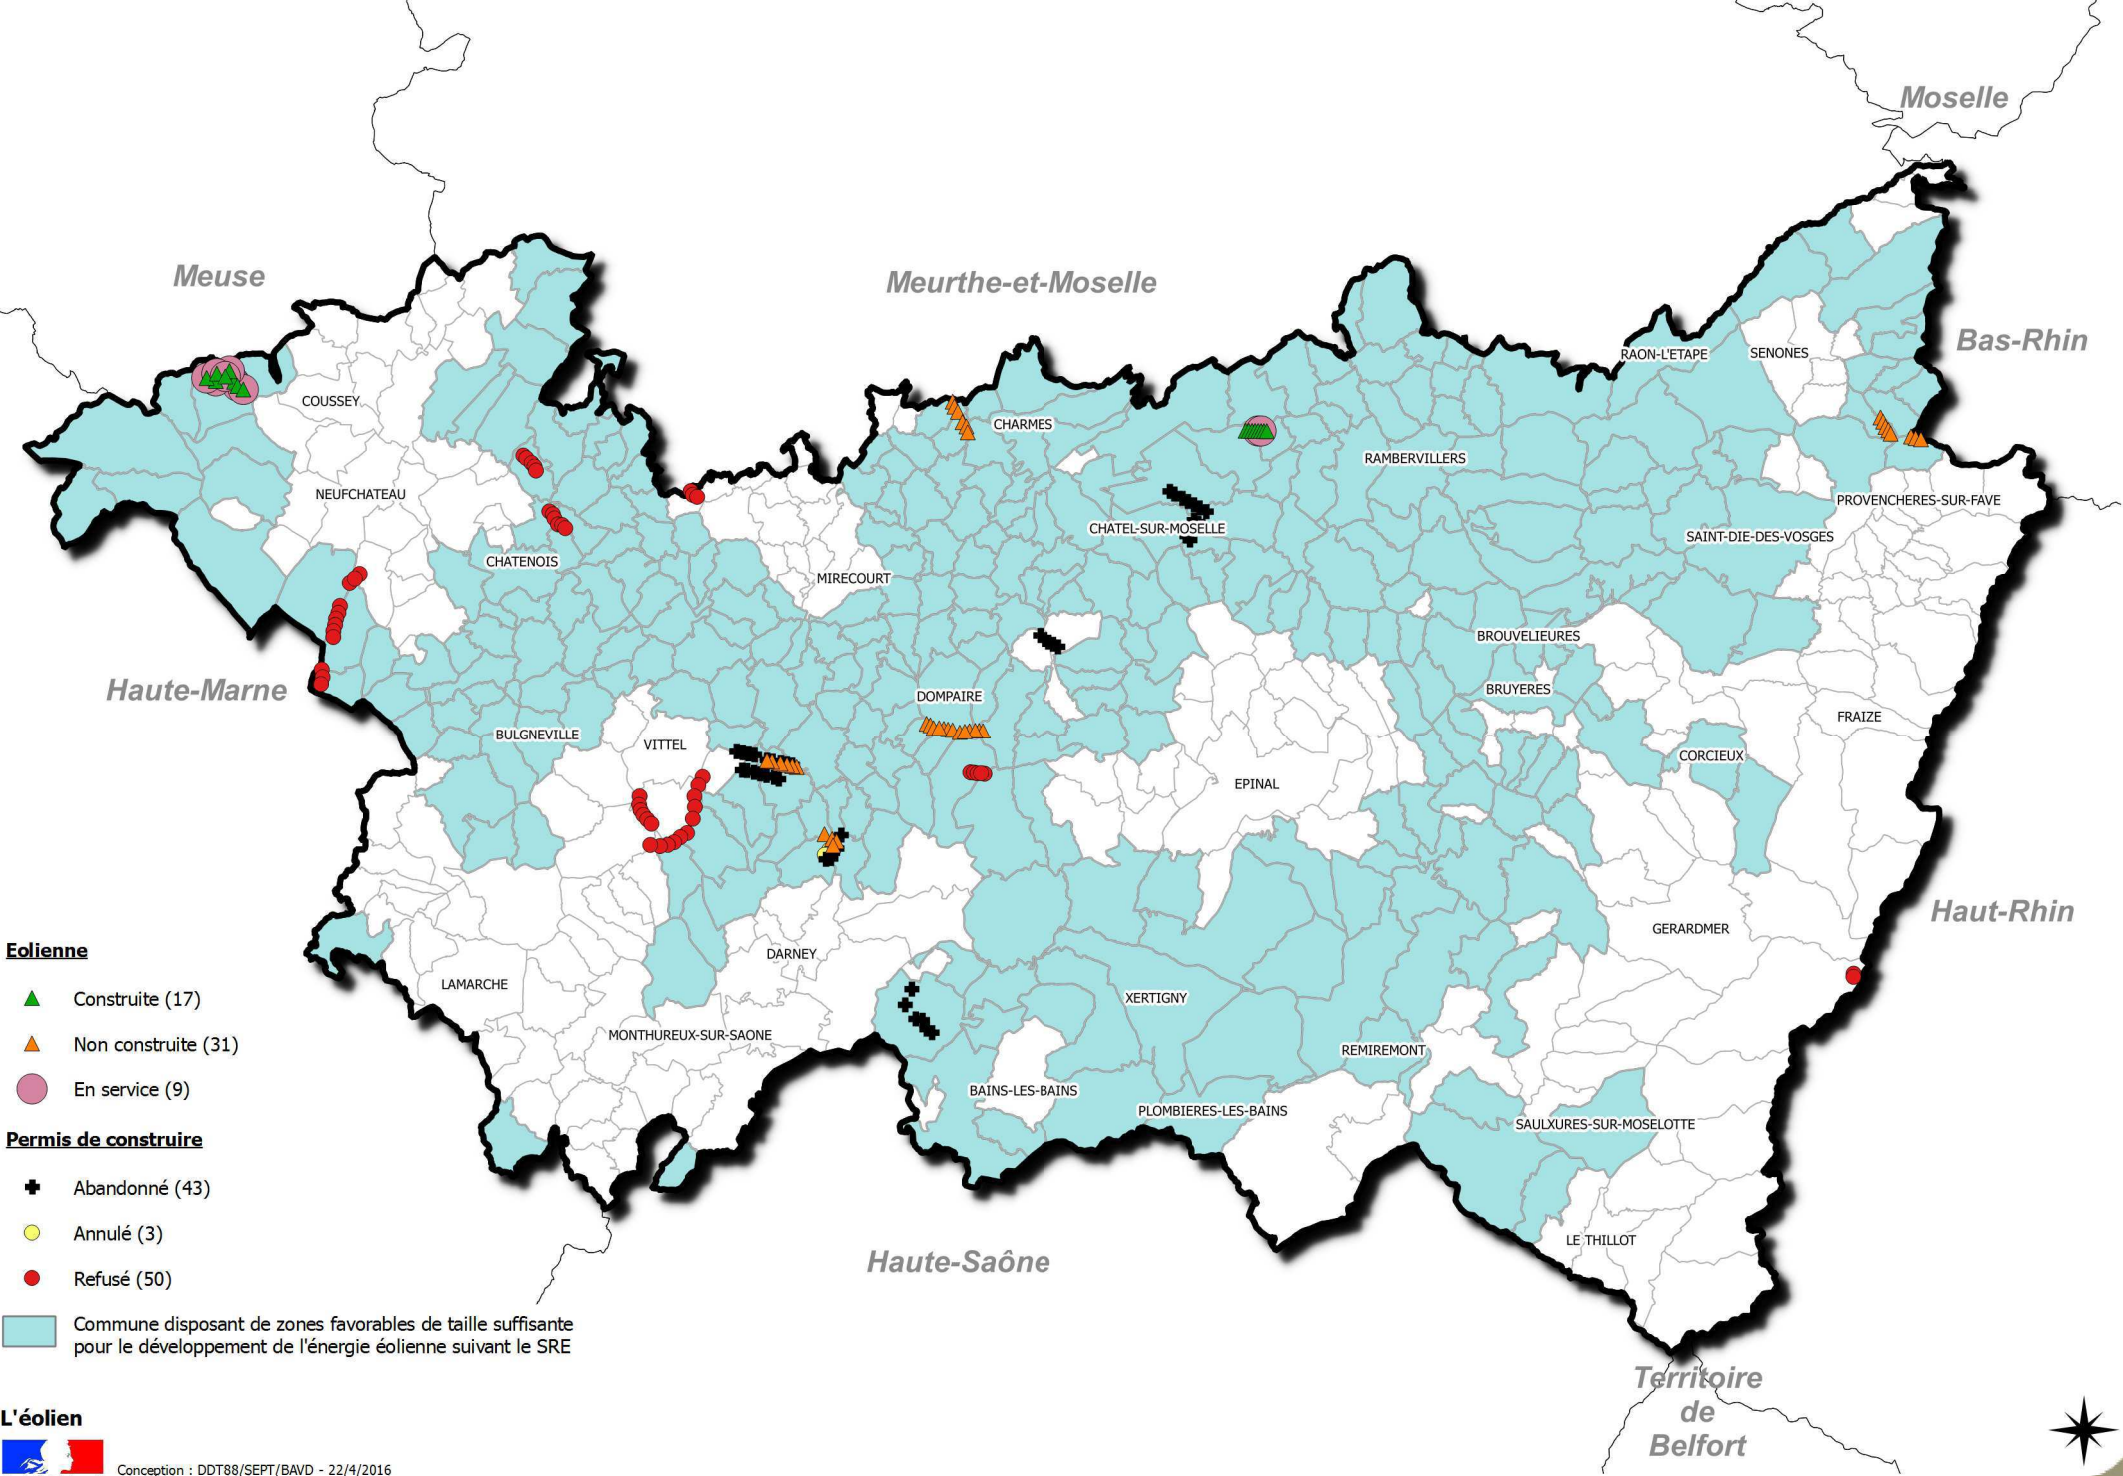 Moselle
Meuse
Meurthe-et-Moselle
Bas-Rhin
RAON-L'ETAPE
SENONES
COUSSEY
CHARMES
RAMBERVILLERS
NEUFCHATEAU
PROVENCHERES-SUR-FAVE
CHATEL-SUR-MOSELLE
SAINT-DIE-DES-VOSGES
CHATENOIS
MIRECOURT
BROUVELIEURES
Haute-Marne
DOMPAIRE
BRUYERES
FRAIZE
BULGNEVILLE
VITTEL
CORCIEUX
EPINAL
Haut-Rhin
GERARDMER
DARNEY
LAMARCHE
XERTIGNY
MONTHUREUX-SUR-SAONE
REMIREMONT
BAINS-LES-BAINS
PLOMBIERES-LES-BAINS
SAULXURES-SUR-MOSELOTTE
LE THILLOT
Haute-Saône
Territoire
de
Belfort
Eolienne
Construite (17)
Non construite (31)
En service (9)
Permis de construire
Abandonné (43)
Annulé (3)
Refusé (50)
Commune disposant de zones favorables de taille suffisante
pour le développement de l'énergie éolienne suivant le SRE
L'éolien
Conception : DDT88/SEPT/BAVD - 22/4/2016